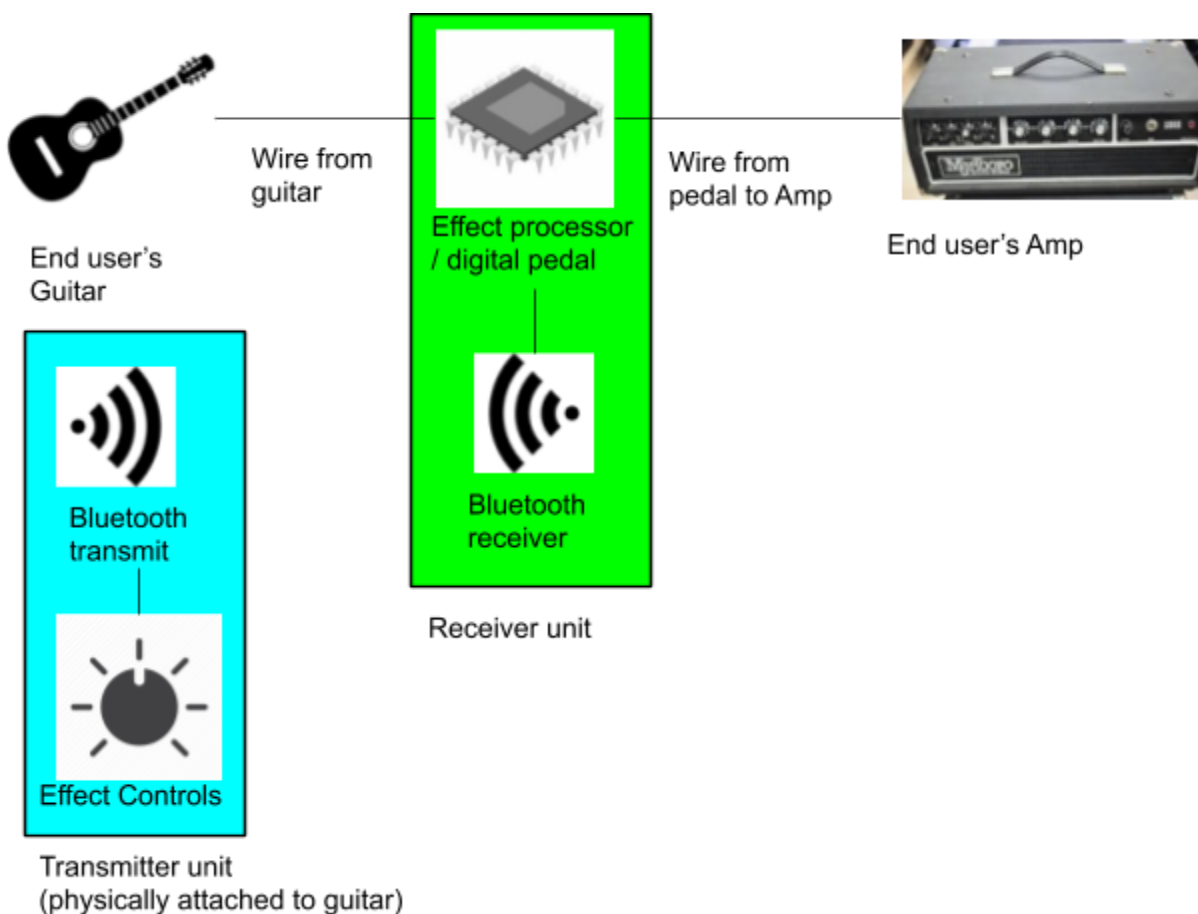 Wire from
guitar
Wire from
pedal to Amp
Effect processor
/ digital pedal
End user's Amp
End user's
Guitar
Bluetooth
transmit
Bluetooth
receiver
Receiver unit
Effect Controls
Transmitter unit
(physically attached to guitar)
Marlboro